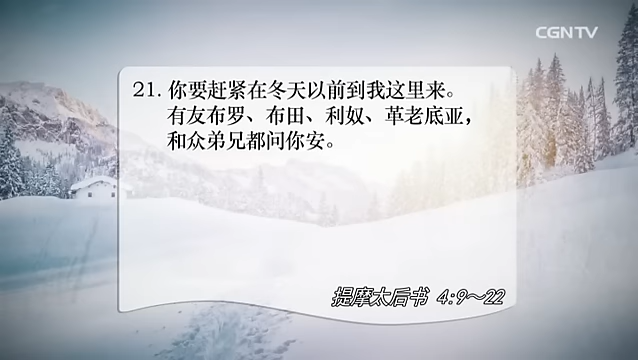 CGNTV
21. 你要赶紧在冬天以前到我这里来。
有友布罗、布田、利奴、革老底亚，
和众弟兄都问你安。
提摩太后书 4:9～22